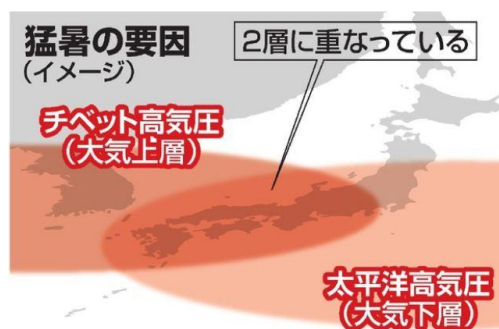 猛暑の要因
(イメージ)
2層に重なっている
チベット高気圧
(大気上層)
太平洋高気圧
(大気下層)